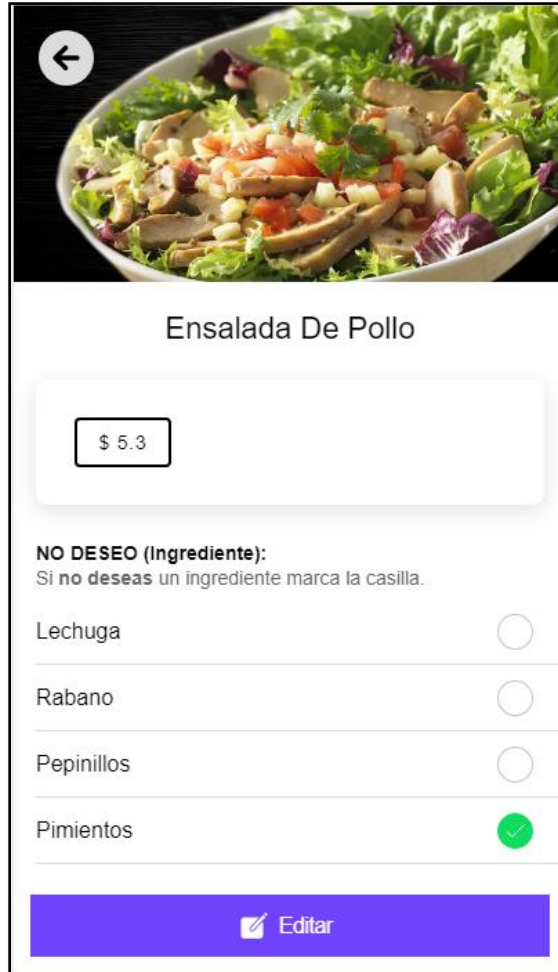 Ensalada De Pollo
$ 5.3
NO DESEO (Ingrediente):
Si no deseas un ingrediente marca la casilla.
Lechuga
Rabano
Pepinillos
Pimientos
Editar